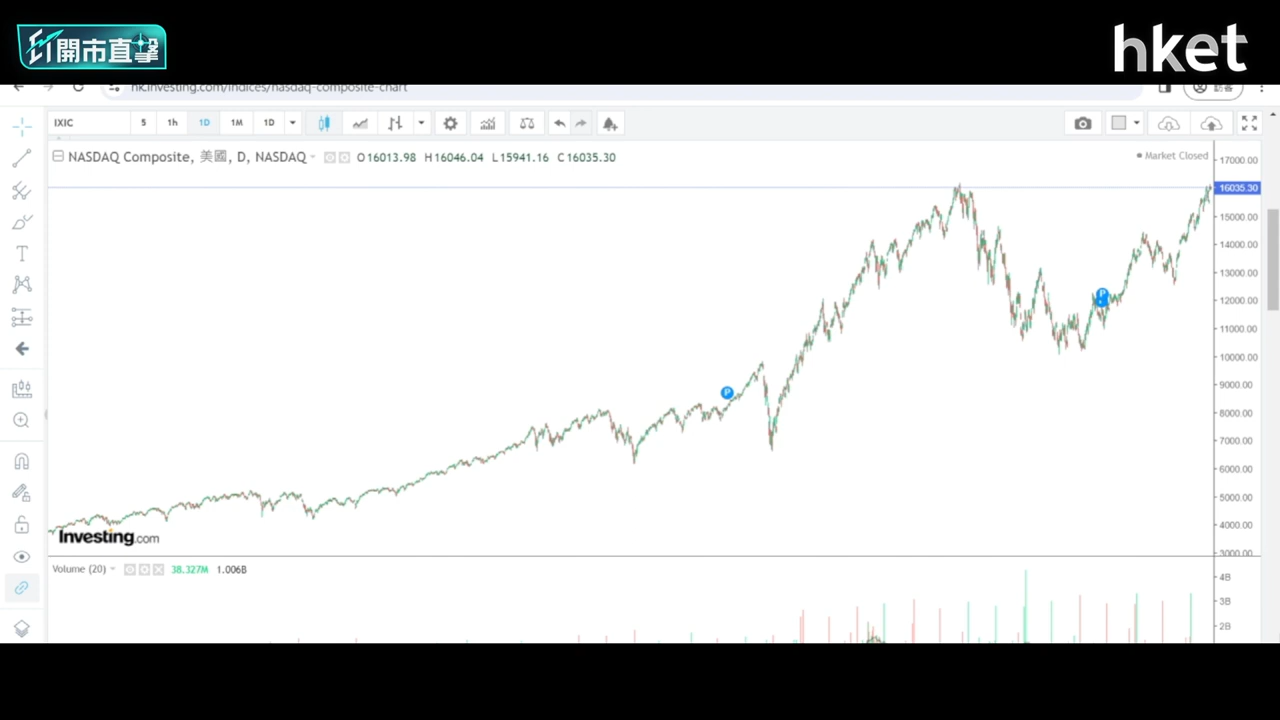 開市直擊
hket
hk.investing.com/indices/nasdaq-composite-chart
訪客
IXIC 5 1h 1D 1M 1D
NASDAQ Composite, 美國, D, NASDAQ O16013.98 H16046.04 L15941.16 C16035.30
Market Closed
17000.00
16035.30
15000.00
14000.00
13000.00
12000.00
11000.00
10000.00
9000.00
8000.00
7000.00
6000.00
5000.00
4000.00
3000.00
P
P
Investing.com
Volume (20) 38.327M 1.006B
4B
3B
2B